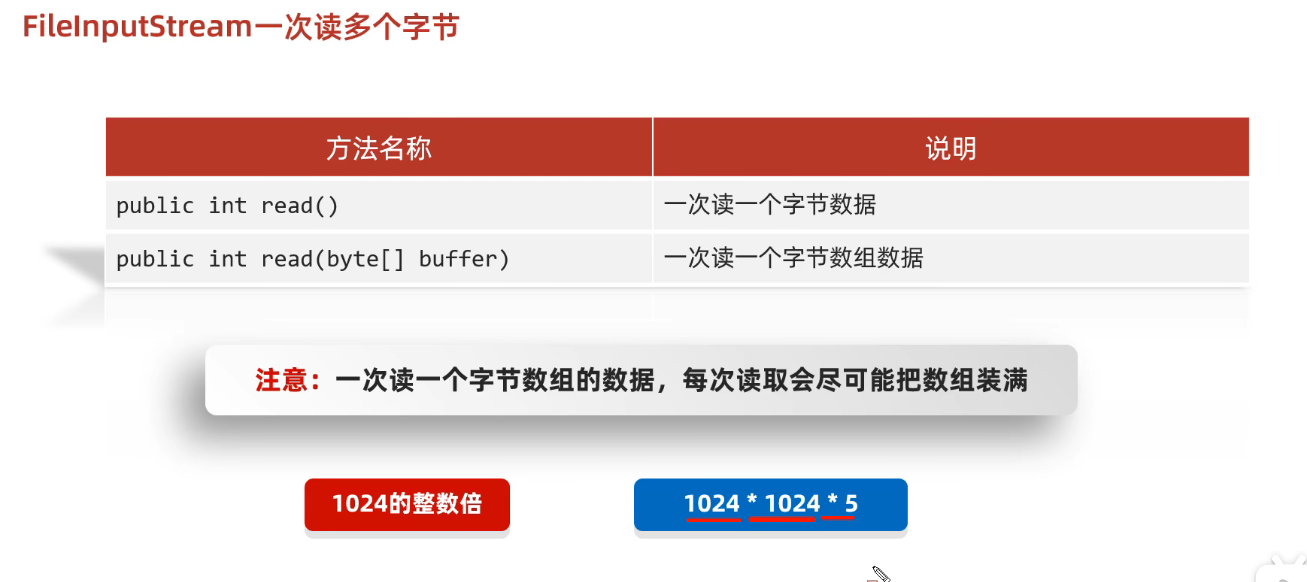 FileInputStream一次读多个字节
方法名称 说明
public int read() 一次读一个字节数据
public int read(byte[] buffer) 一次读一个字节数组数据
注意：一次读一个字节数组的数据，每次读取会尽可能把数组装满
1024的整数倍 1024 * 1024 * 5